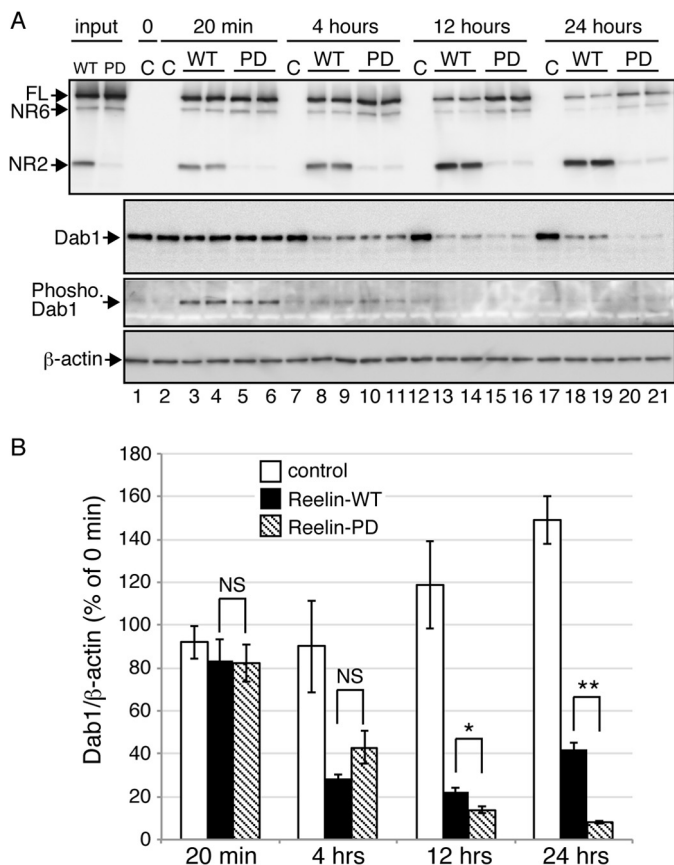 A
input 0 20 min 4 hours 12 hours 24 hours
WT PD C C WT PD C WT PD C WT PD C WT PD
FL
NR6
NR2
Dab1
Phosho.
Dab1
β-actin
1 2 3 4 5 6 7 8 9 10 11 12 13 14 15 16 17 18 19 20 21
B
Dab1/β-actin (% of 0 min)
180
160
140
120
100
80
60
40
20
0
control
Reelin-WT
Reelin-PD
NS
NS
*
**
20 min 4 hrs 12 hrs 24 hrs